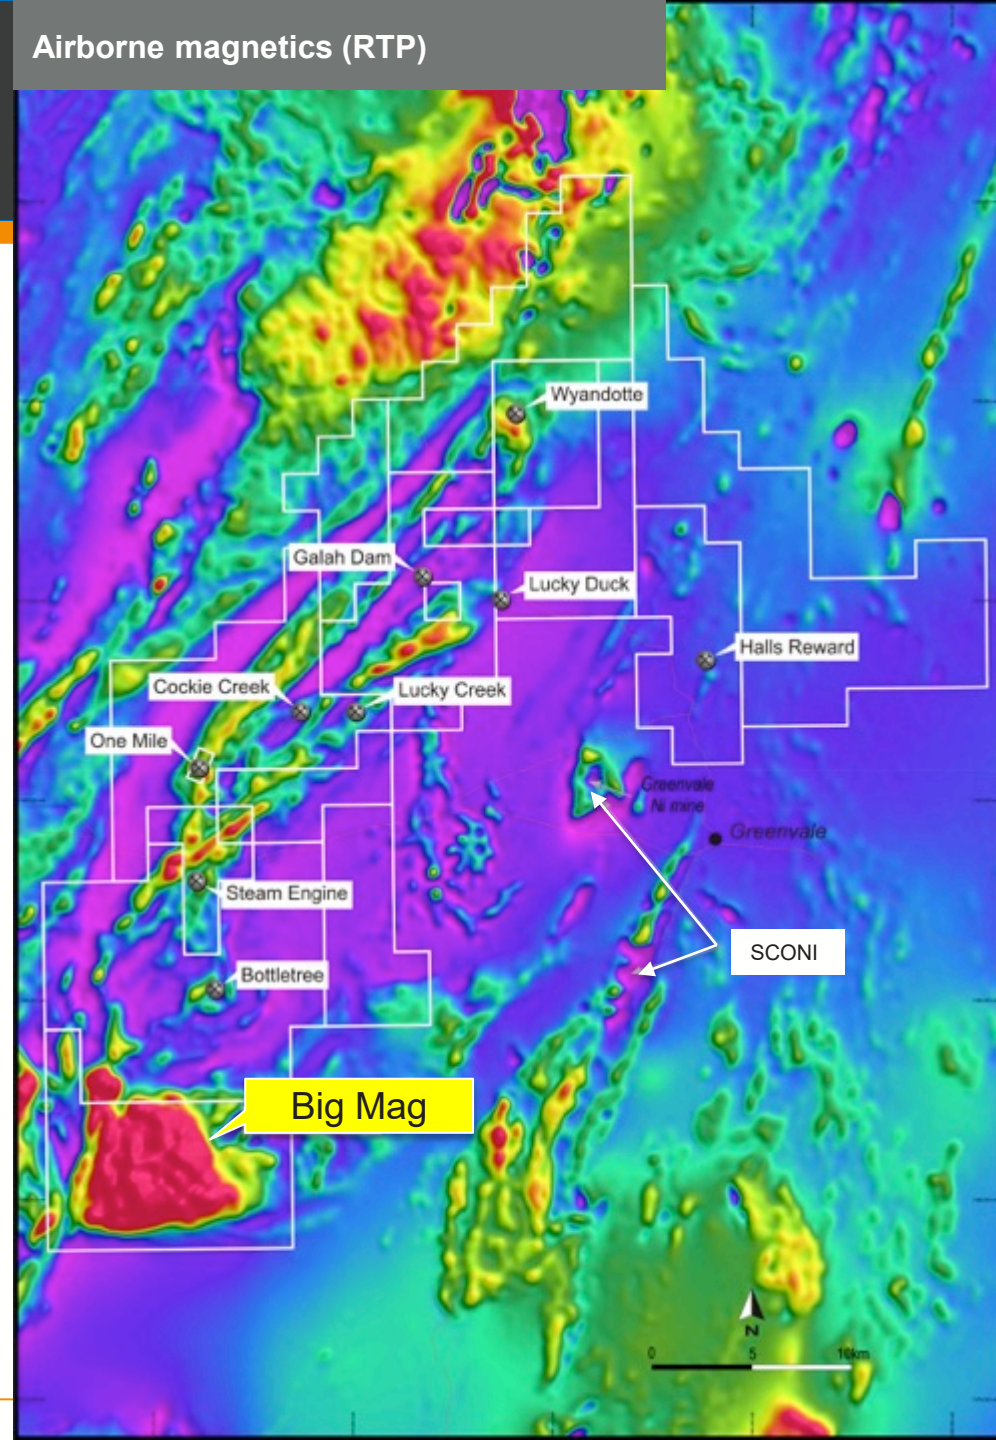 Airborne magnetics (RTP)
Wyandotte
Galah Dam
Lucky Duck
Halls Reward
Cockie Creek
Lucky Creek
One Mile
Greenvale
Ni mine
Greenvale
Steam Engine
SCONI
Bottletree
Big Mag
N
0 5 10km